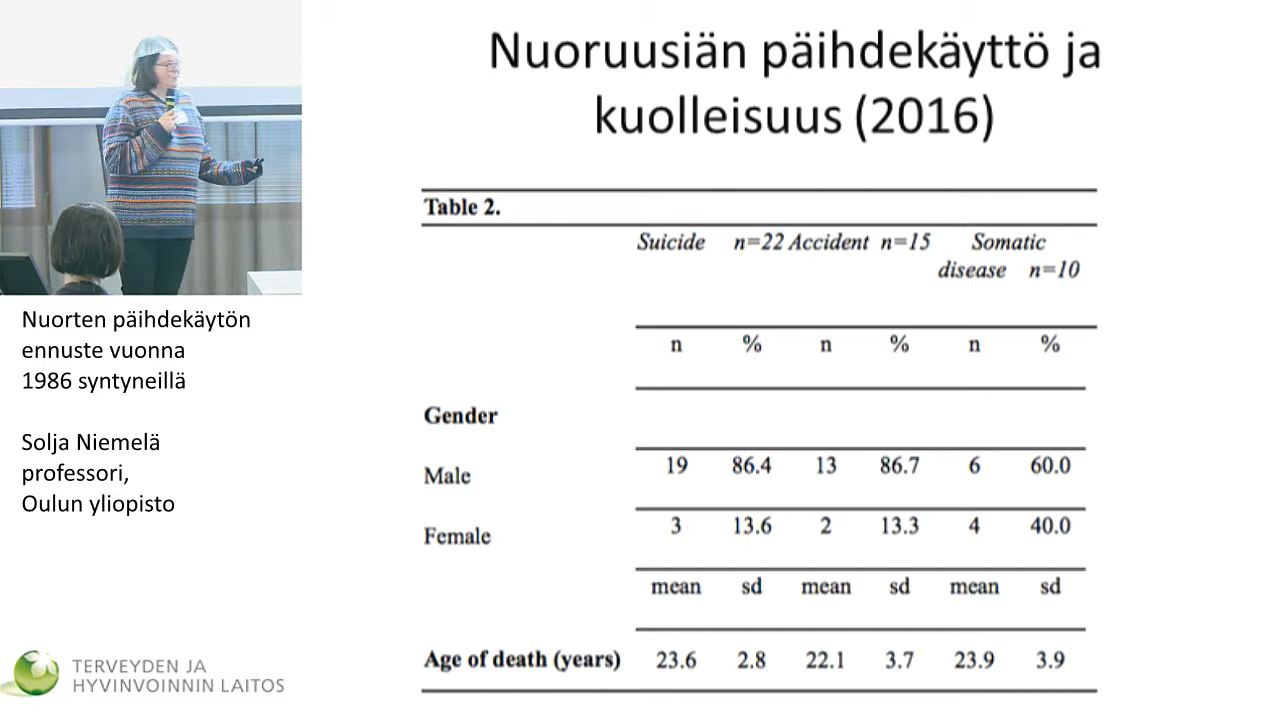 Nuoruusiän päihdekäyttö ja
kuolleisuus (2016)
Table 2.
Suicide n=22 Accident n=15 Somatic
disease n=10
n % n % n %
Gender
Male 19 86.4 13 86.7 6 60.0
Female 3 13.6 2 13.3 4 40.0
mean sd mean sd mean sd
Age of death (years) 23.6 2.8 22.1 3.7 23.9 3.9
Nuorten päihdekäytön
ennuste vuonna
1986 syntyneillä
Solja Niemelä
professori,
Oulun yliopisto
TERVEYDEN JA
HYVINVOINNIN LAITOS